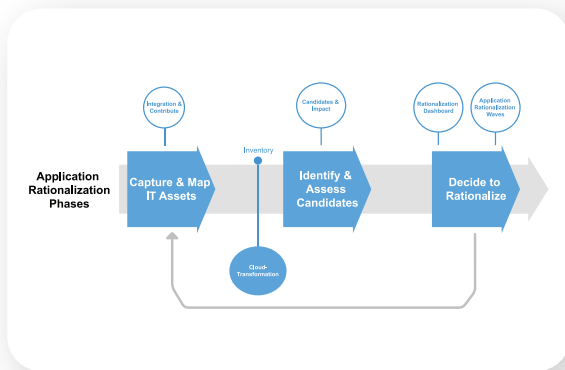 Integration &
Contribute
Candidates &
Impact
Rationalization
Dashboard
Application
Rationalization
Waves
Inventory
Application
Rationalization
Phases
Capture & Map
IT Assets
Identify &
Assess
Candidates
Decide to
Rationalize
Cloud-
Transformation